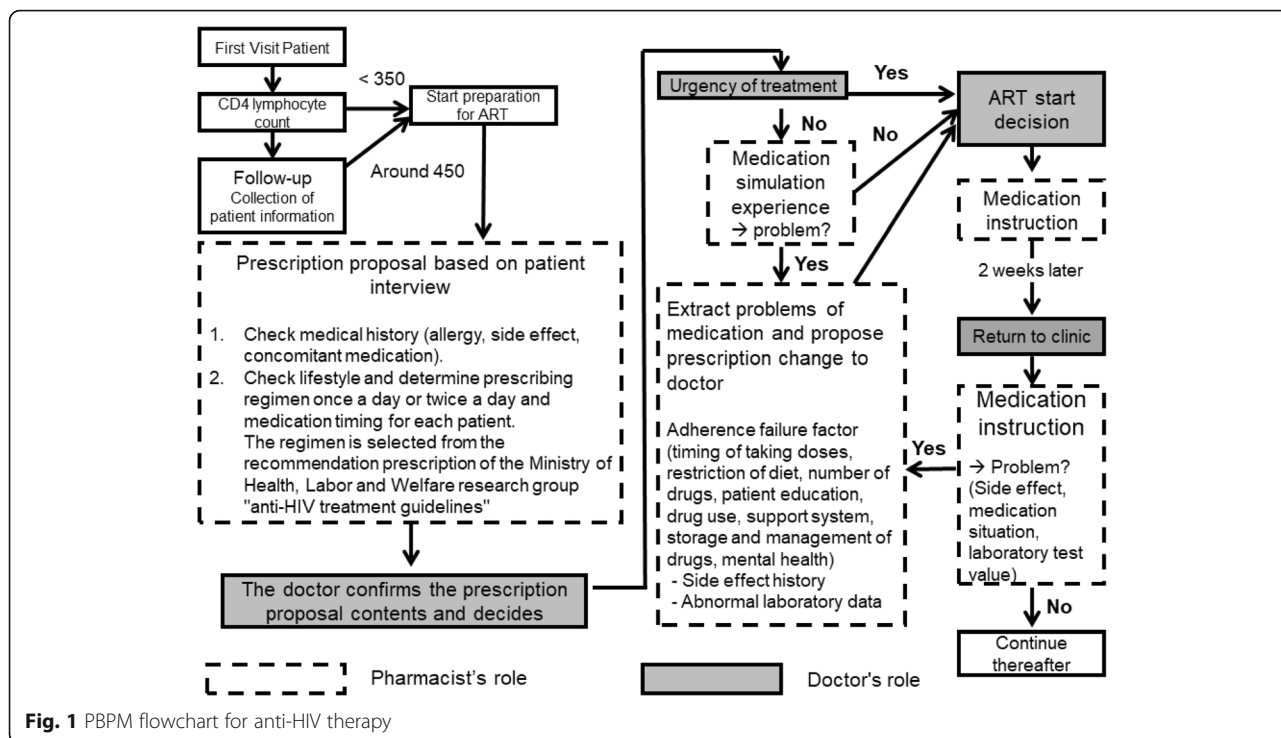 First Visit Patient
< 350
CD4 lymphocyte
count
Start preparation
for ART
Around 450
Follow-up
Collection of
patient information
Prescription proposal based on patient
interview
1. Check medical history (allergy, side effect,
concomitant medication).
2. Check lifestyle and determine prescribing
regimen once a day or twice a day and
medication timing for each patient.
The regimen is selected from the
recommendation prescription of the Ministry of
Health, Labor and Welfare research group
"anti-HIV treatment guidelines"
The doctor confirms the prescription
proposal contents and decides
Urgency of treatment
Yes
No
No
Medication
simulation
experience
→ problem?
Yes
Extract problems of
medication and propose
prescription change to
doctor
Adherence failure factor
(timing of taking doses,
restriction of diet, number of
drugs, patient education,
drug use, support system,
storage and management of
drugs, mental health)
- Side effect history
- Abnormal laboratory data
ART start
decision
Medication
instruction
2 weeks later
Return to clinic
Medication
instruction
Yes
→ Problem?
(Side effect,
medication
situation,
laboratory test
value)
No
Continue
thereafter
Pharmacist's role
Doctor's role
Fig. 1 PBPM flowchart for anti-HIV therapy